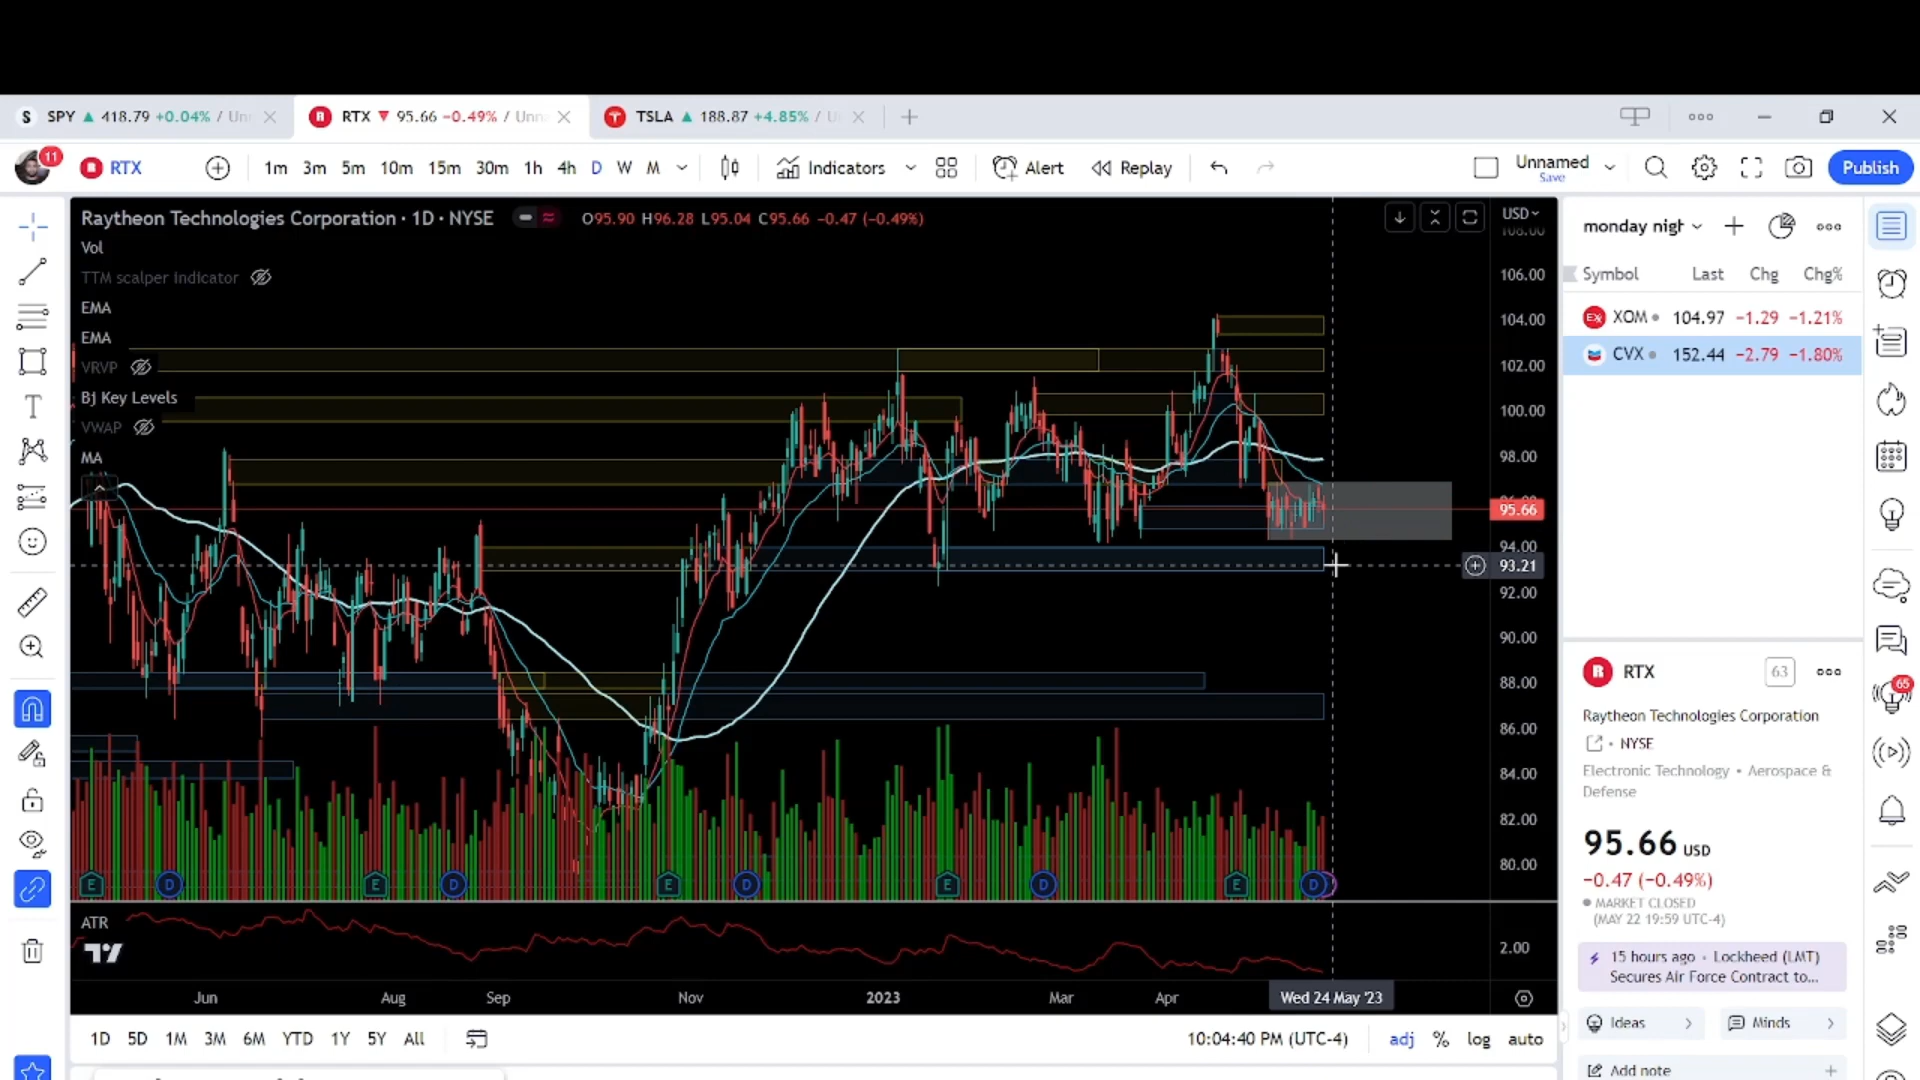 SPY 418.79 +0.04% / Un
RTX 95.66 -0.49% / Unn
TSLA 188.87 +4.85% / U
11
RTX
1m 3m 5m 10m 15m 30m 1h 4h D W M
Indicators
Alert
Replay
Unnamed
Save
Publish
Raytheon Technologies Corporation · 1D · NYSE
O95.90 H96.28 L95.04 C95.66 -0.47 (-0.49%)
Vol
TTM scalper indicator
EMA
EMA
VRVP
Bj Key Levels
VWAP
MA
USD
108.00
106.00
104.00
102.00
100.00
98.00
95.66
94.00
93.21
92.00
90.00
88.00
86.00
84.00
82.00
80.00
E D E D E D E D E D
ATR
2.00
Jun Aug Sep Nov 2023 Mar Apr Wed 24 May '23
1D 5D 1M 3M 6M YTD 1Y 5Y All
10:04:40 PM (UTC-4)
adj % log auto
monday nigh
Symbol Last Chg Chg%
XOM 104.97 -1.29 -1.21%
CVX 152.44 -2.79 -1.80%
RTX
63
Raytheon Technologies Corporation
• NYSE
Electronic Technology • Aerospace &
Defense
95.66 USD
-0.47 (-0.49%)
MARKET CLOSED
(MAY 22 19:59 UTC-4)
15 hours ago • Lockheed (LMT)
Secures Air Force Contract to...
Ideas
Minds
Add note
65